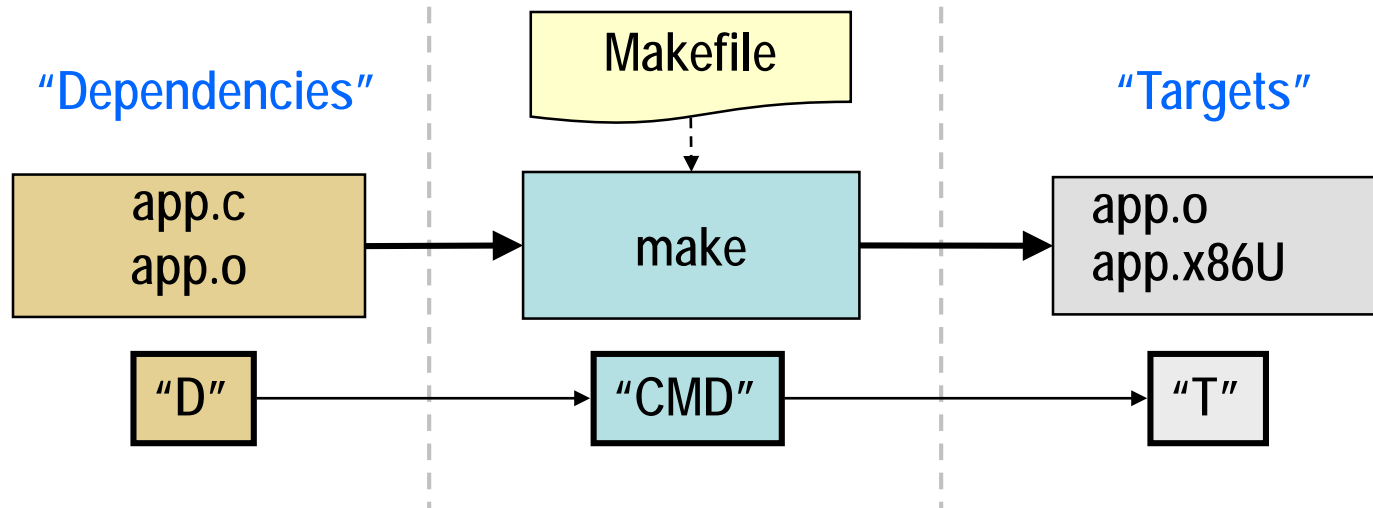 Makefile
“Dependencies”
“Targets”
app.c
app.o
make
app.o
app.x86U
“D”
“CMD”
“T”